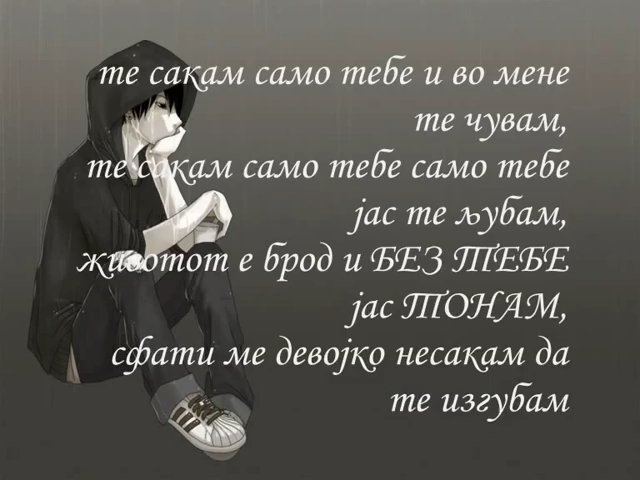 те сакам само тебе и во мене
те чувам,
те сакам само тебе само тебе
јас те љубам,
животот е брод и БЕЗ ТЕБЕ
јас ТОНАМ,
сфати ме девојко несакам да
те изгубам